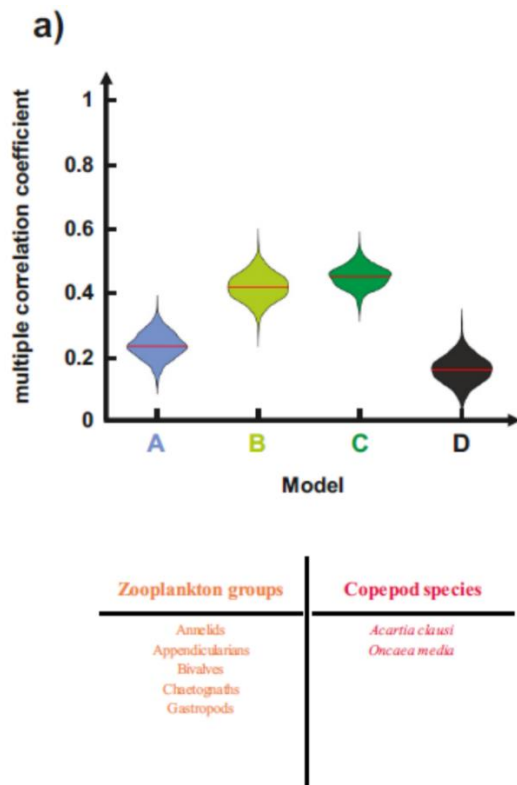 a)
multiple correlation coefficient
1
0.8
0.6
0.4
0.2
0
A B C D
Model
Zooplankton groups
Annelids
Appendicularians
Bivalves
Chaetognaths
Gastropods
Copepod species
Acartia clausi
Oncaea media